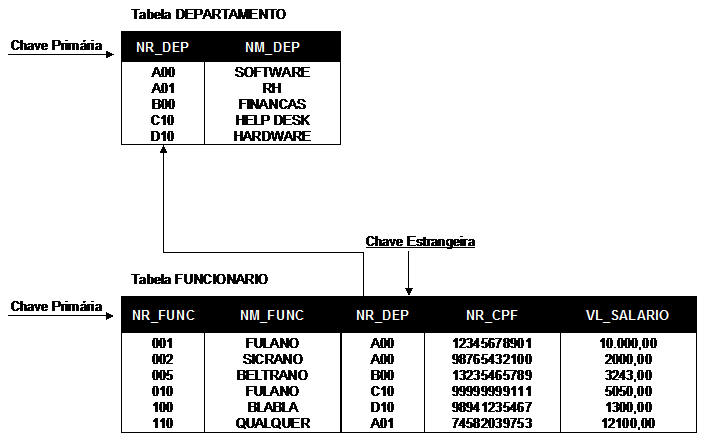 Tabela DEPARTAMENTO
Chave Primária
NR_DEP NM_DEP
A00 SOFTWARE
A01 RH
B00 FINANCAS
C10 HELP DESK
D10 HARDWARE
Chave Estrangeira
Tabela FUNCIONARIO
Chave Primária
NR_FUNC NM_FUNC NR_DEP NR_CPF VL_SALARIO
001 FULANO A00 12345678901 10.000,00
002 SICRANO A00 98765432100 2000,00
005 BELTRANO B00 13235465789 3243,00
010 FULANO C10 99999999111 5050,00
100 BLABLA D10 98941235467 1300,00
110 QUALQUER A01 74582039753 12100,00